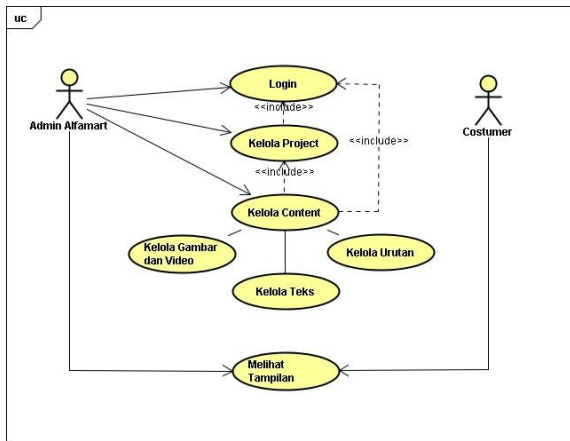 uc
Login
<<include>>
Admin Alfamart
Costumer
Kelola Project
<<include>>
<<include>>
Kelola Content
Kelola Gambar
dan Video
Kelola Urutan
Kelola Teks
Melihat
Tampilan